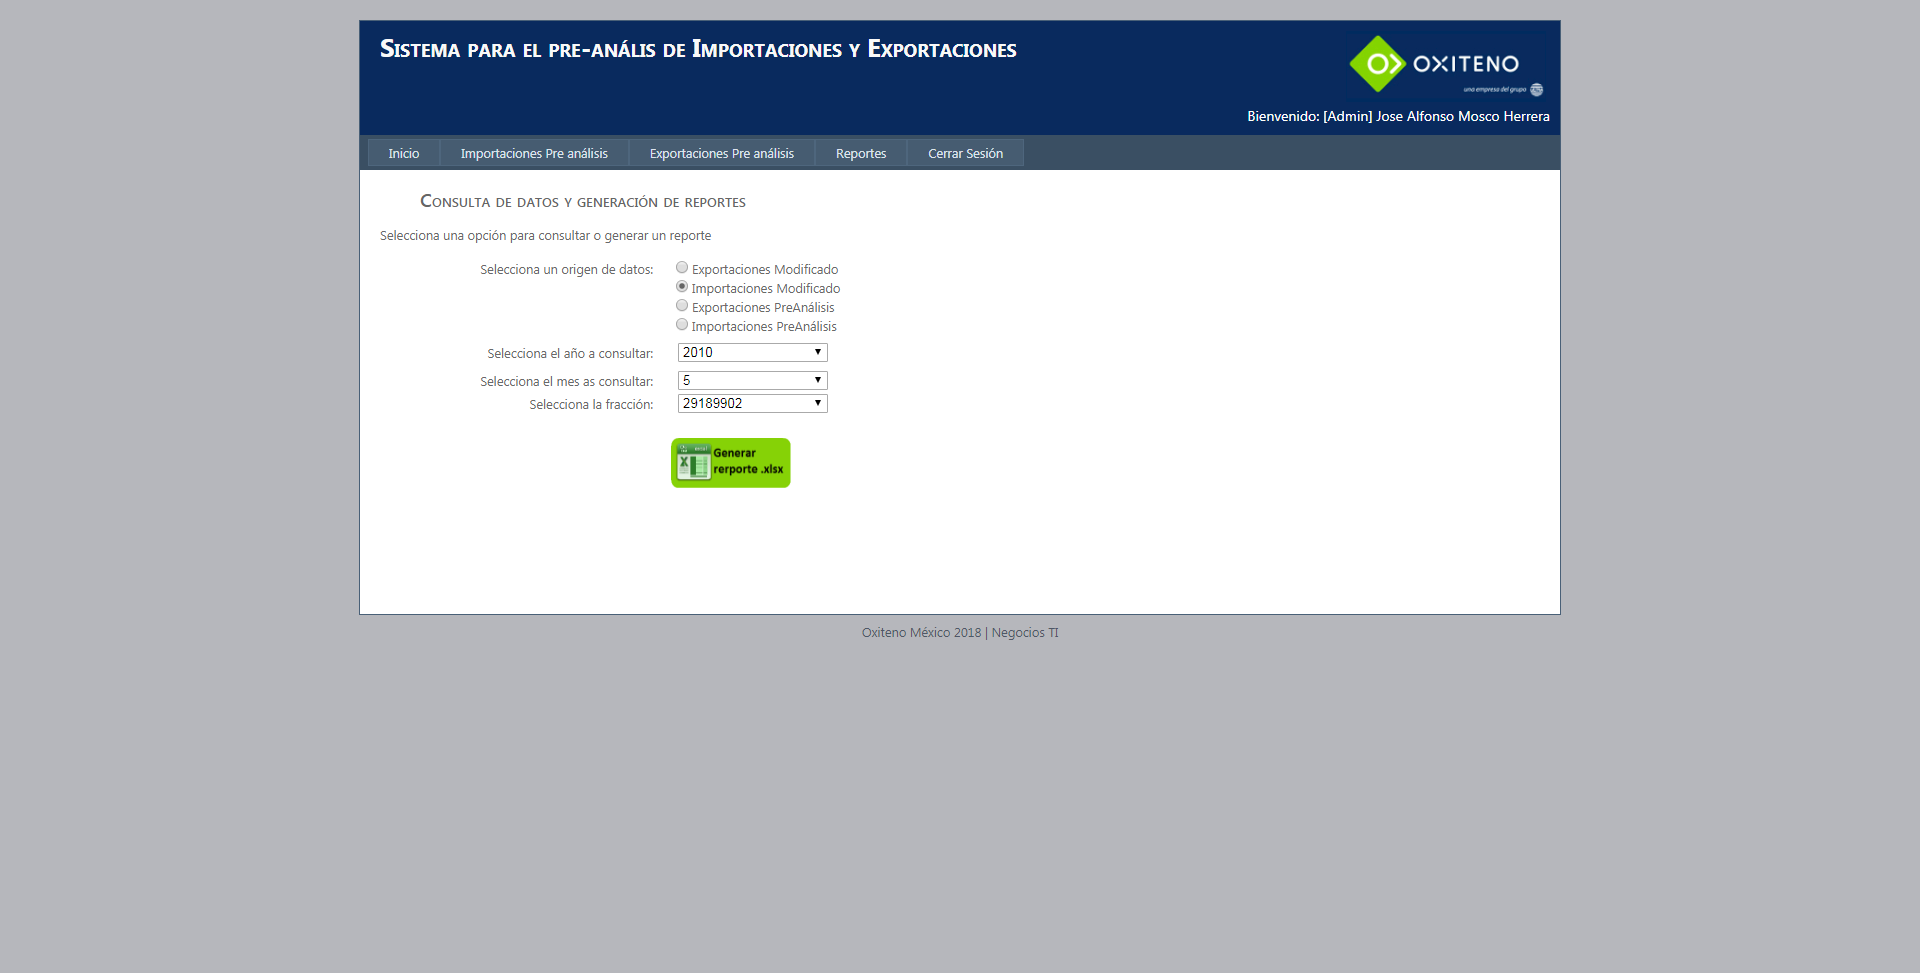 Sistema para el pre-anális de Importaciones y Exportaciones
OXITENO
una empresa del grupo
Bienvenido: [Admin] Jose Alfonso Mosco Herrera
Inicio Importaciones Pre análisis Exportaciones Pre análisis Reportes Cerrar Sesión
Consulta de datos y generación de reportes
Selecciona una opción para consultar o generar un reporte
Selecciona un origen de datos: Exportaciones Modificado
Importaciones Modificado
Exportaciones PreAnálisis
Importaciones PreAnálisis
Selecciona el año a consultar: 2010
Selecciona el mes as consultar: 5
Selecciona la fracción: 29189902
Generar
rerporte .xlsx
Oxiteno México 2018 | Negocios TI